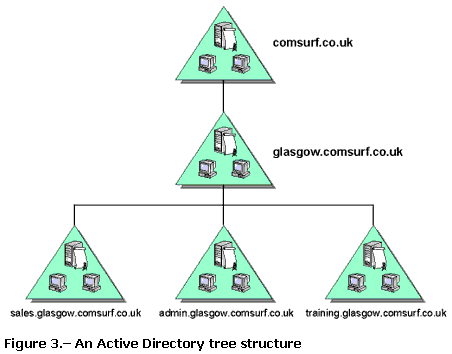 comsurf.co.uk
glasgow.comsurf.co.uk
sales.glasgow.comsurf.co.uk
admin.glasgow.comsurf.co.uk
training.glasgow.comsurf.co.uk
Figure 3.– An Active Directory tree structure